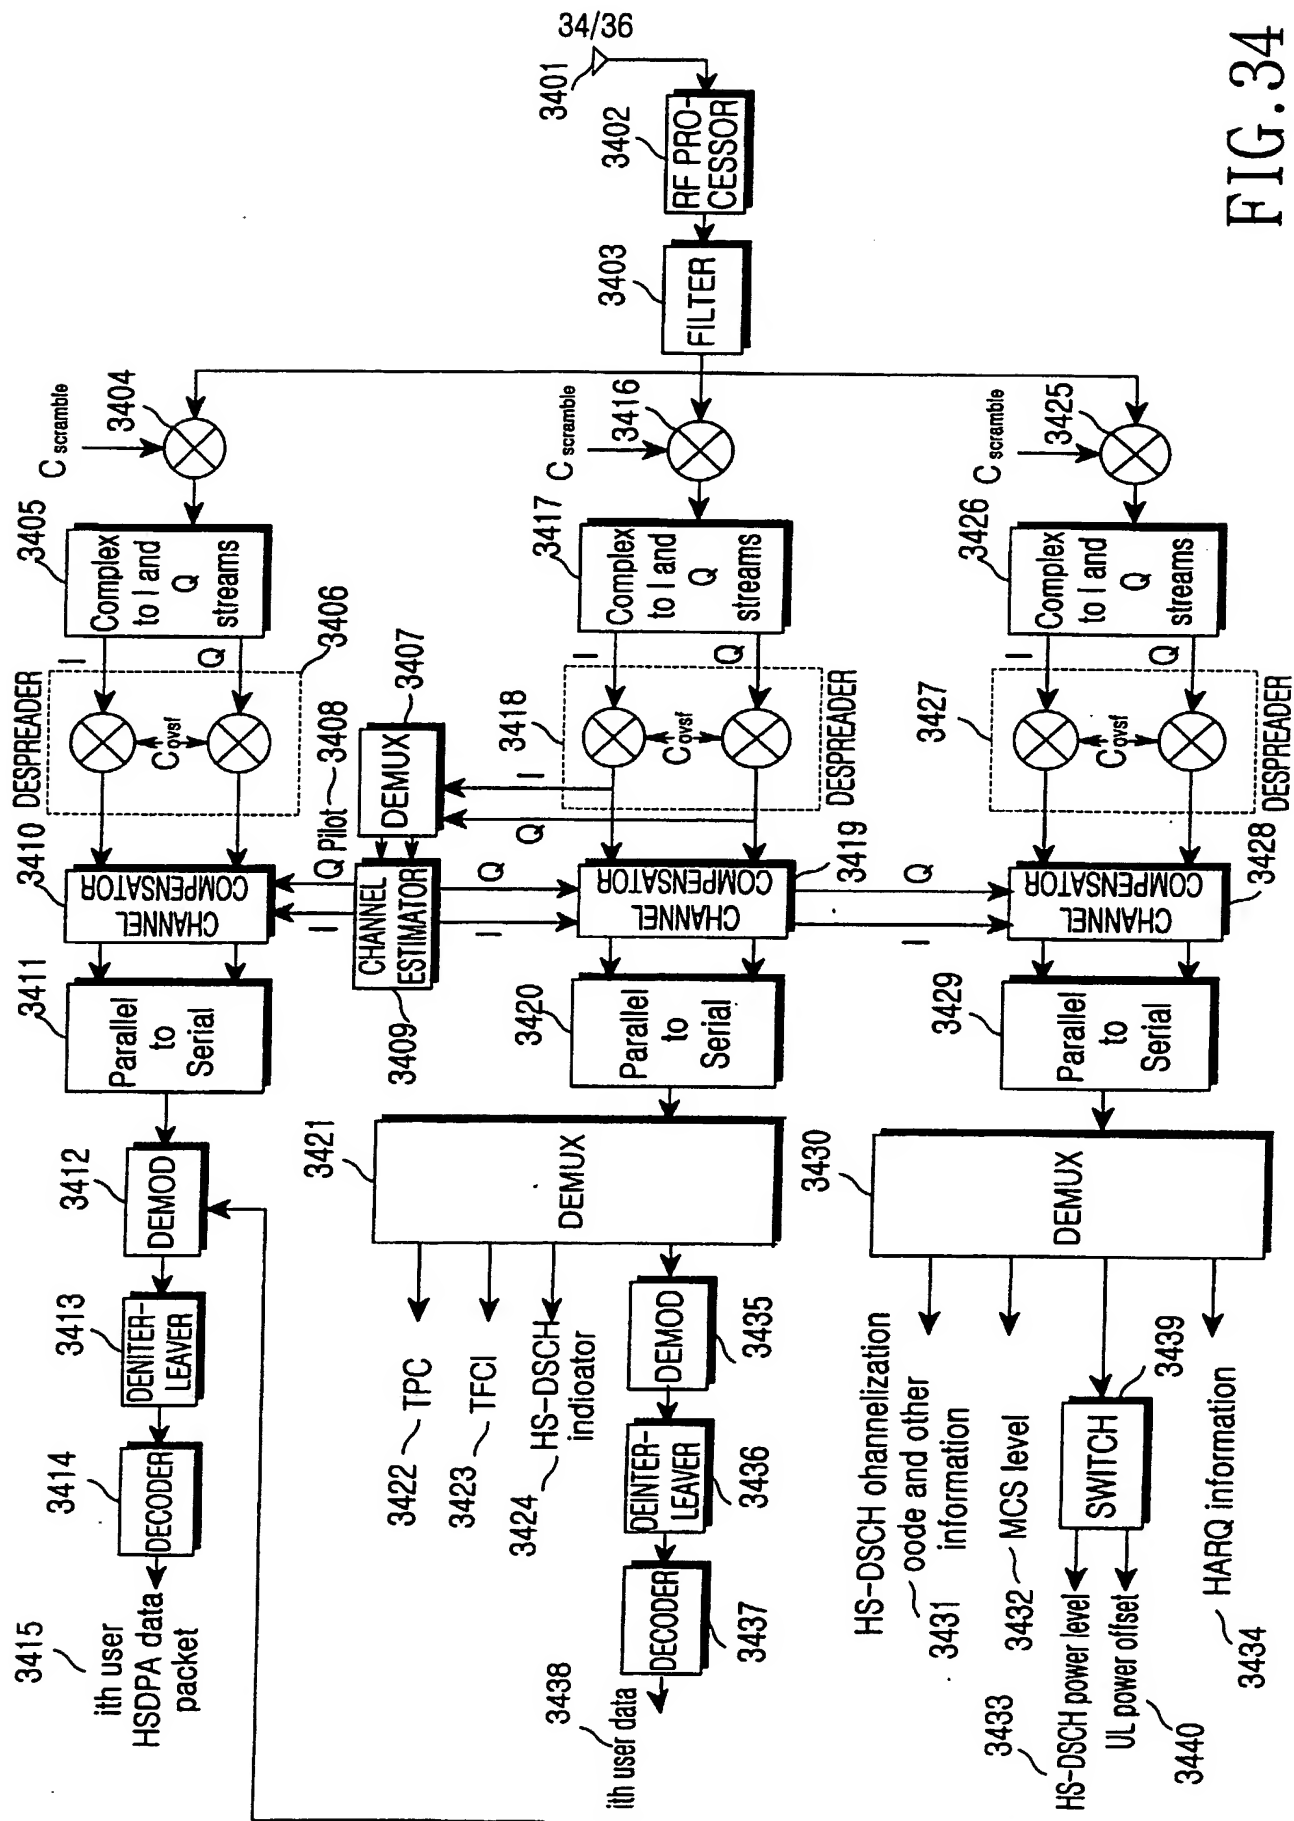 34/36
3401
3402
RF PRO-
CESSOR
3403
FILTER
C scramble
3404
3405
Complex
to I and
Q
streams
I
Q
3406
DESPREADER
C ovsf
3410
CHANNEL
COMPENSATOR
3411
Parallel
to
Serial
3412
DEMOD
3413
DENITER-
LEAVER
3414
DECODER
3415
ith user
HSDPA data
packet
3407
DEMUX
Pilot
3408
I
Q
CHANNEL
ESTIMATOR
3409
I
Q
I
Q
C scramble
3416
3417
Complex
to I and
Q
streams
I
Q
3418
DESPREADER
C ovsf
3419
CHANNEL
COMPENSATOR
3420
Parallel
to
Serial
3421
DEMUX
3422
TPC
3423
TFCI
3424
HS-DSCH
indioator
DEMOD
3435
DEINTER-
LEAVER
3436
DECODER
3437
3438
ith user data
I
Q
C scramble
3425
3426
Complex
to I and
Q
streams
I
Q
3427
DESPREADER
C ovsf
3428
CHANNEL
COMPENSATOR
3429
Parallel
to
Serial
3430
DEMUX
HS-DSCH ohannelization
oode and other
information
3431
3432
MCS level
SWITCH
3439
3433
HS-DSCH power level
UL power offset
3440
HARQ information
3434
FIG.34